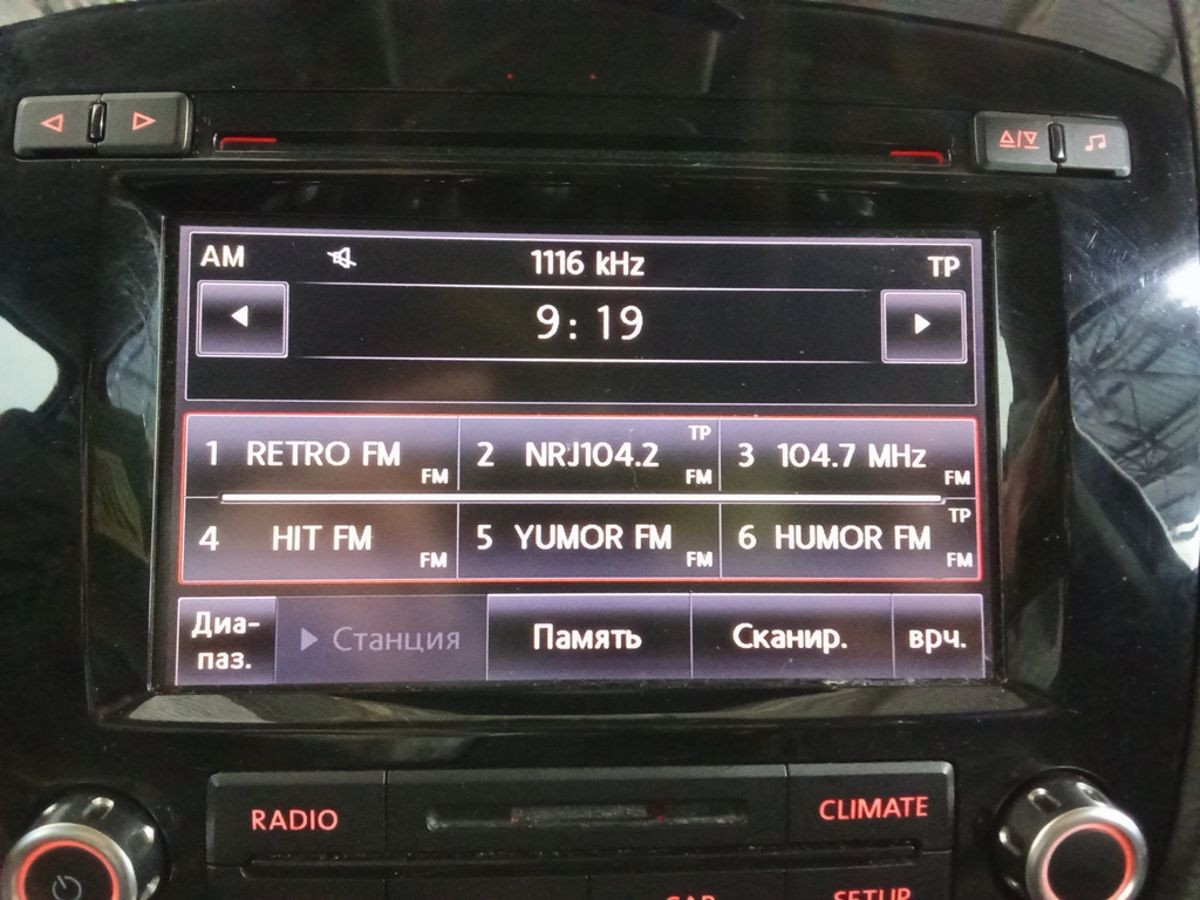 AM 1116 kHz TP
9: 19
1 RETRO FM FM 2 NRJ104.2 TP FM 3 104.7 MHz FM
4 HIT FM FM 5 YUMOR FM FM 6 HUMOR FM TP FM
Диа-
паз.
Станция Память Сканир. врч.
RADIO CLIMATE
CAR SETUP